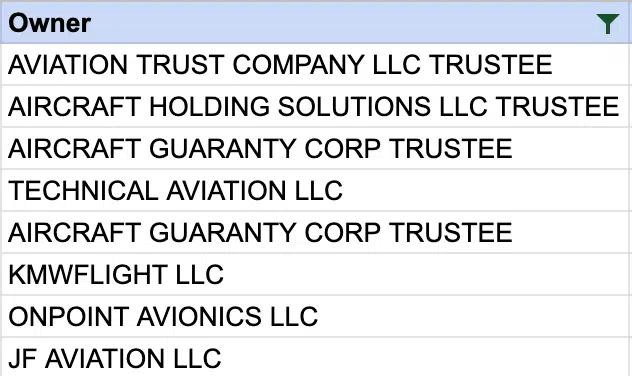 Owner
AVIATION TRUST COMPANY LLC TRUSTEE
AIRCRAFT HOLDING SOLUTIONS LLC TRUSTEE
AIRCRAFT GUARANTY CORP TRUSTEE
TECHNICAL AVIATION LLC
AIRCRAFT GUARANTY CORP TRUSTEE
KMWFLIGHT LLC
ONPOINT AVIONICS LLC
JF AVIATION LLC